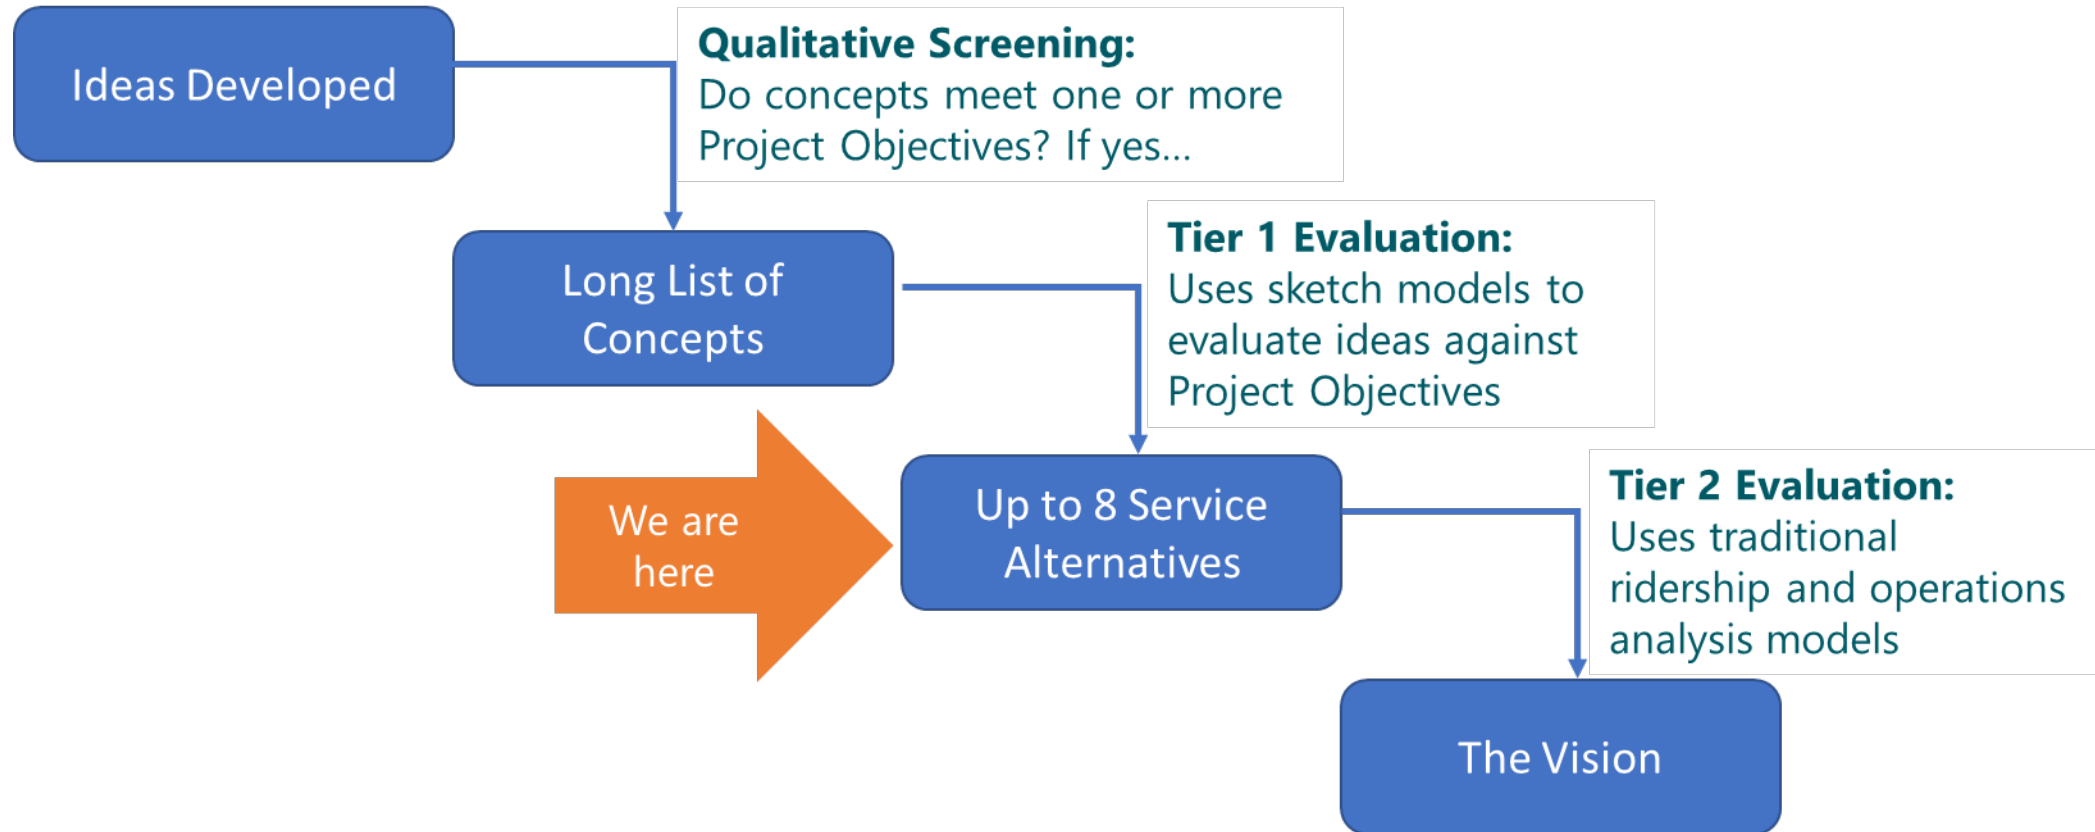 Ideas Developed
Qualitative Screening:
Do concepts meet one or more
Project Objectives? If yes...
Long List of
Concepts
Tier 1 Evaluation:
Uses sketch models to
evaluate ideas against
Project Objectives
We are
here
Up to 8 Service
Alternatives
Tier 2 Evaluation:
Uses traditional
ridership and operations
analysis models
The Vision